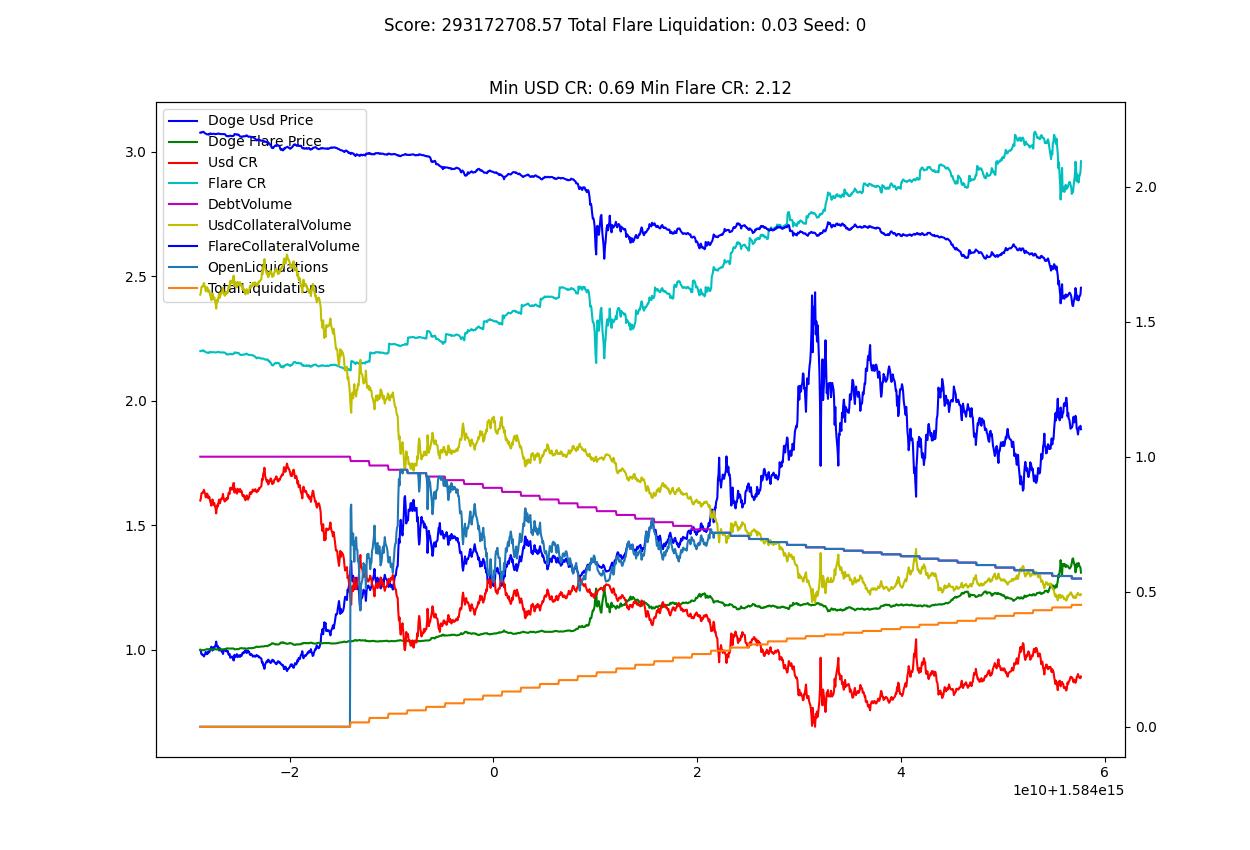 Score: 293172708.57 Total Flare Liquidation: 0.03 Seed: 0
Min USD CR: 0.69 Min Flare CR: 2.12
Doge Usd Price
Doge Flare Price
Usd CR
Flare CR
DebtVolume
UsdCollateralVolume
FlareCollateralVolume
OpenLiquidations
TotalLiquidations
3.0
2.5
2.0
1.5
1.0
2.0
1.5
1.0
0.5
0.0
−2
0
2
4
6
1e10+1.584e15